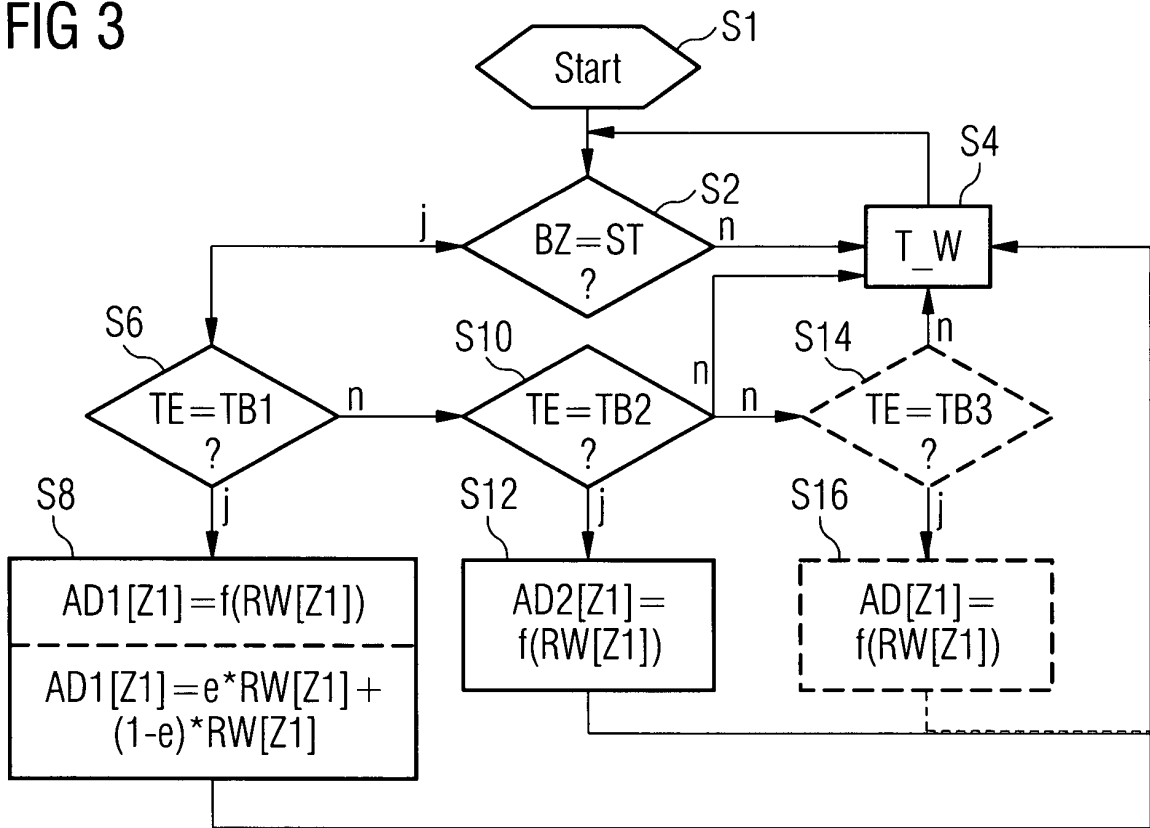 FIG 3
S1
Start
S4
S2
j
BZ=ST
?
n
T_W
S6
S10
S14
n
TE=TB1
?
n
TE=TB2
?
n
n
TE=TB3
?
S8
j
S12
j
S16
j
AD1[Z1]=f(RW[Z1])
AD1[Z1]=e*RW[Z1]+
(1-e)*RW[Z1]
AD2[Z1]=
f(RW[Z1])
AD[Z1]=
f(RW[Z1])